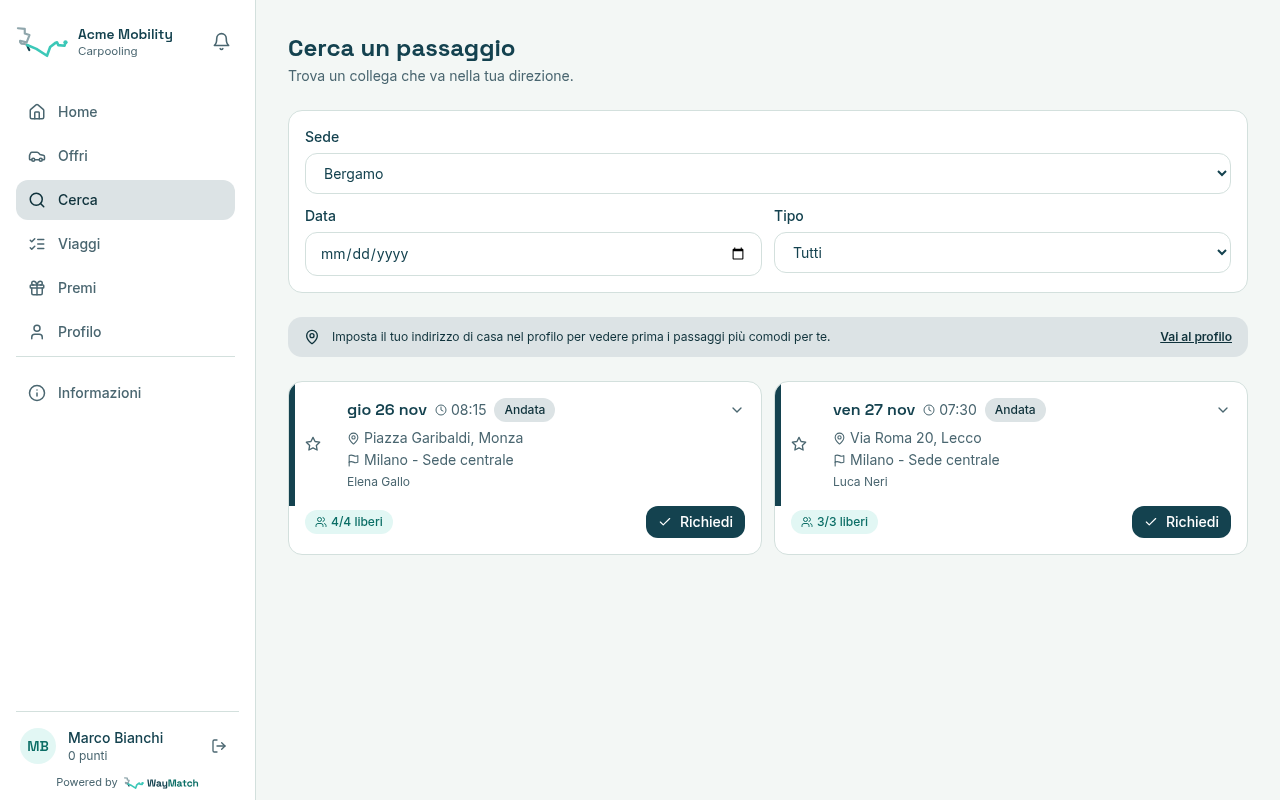 Acme Mobility
Carpooling
Home
Offri
Cerca
Viaggi
Premi
Profilo
Informazioni
MB
Marco Bianchi
0 punti
Powered by WayMatch
Cerca un passaggio
Trova un collega che va nella tua direzione.
Sede
Bergamo
Data
Tipo
mm/dd/yyyy
Tutti
Imposta il tuo indirizzo di casa nel profilo per vedere prima i passaggi più comodi per te.
Vai al profilo
gio 26 nov 08:15 Andata
Piazza Garibaldi, Monza
Milano - Sede centrale
Elena Gallo
4/4 liberi
Richiedi
ven 27 nov 07:30 Andata
Via Roma 20, Lecco
Milano - Sede centrale
Luca Neri
3/3 liberi
Richiedi